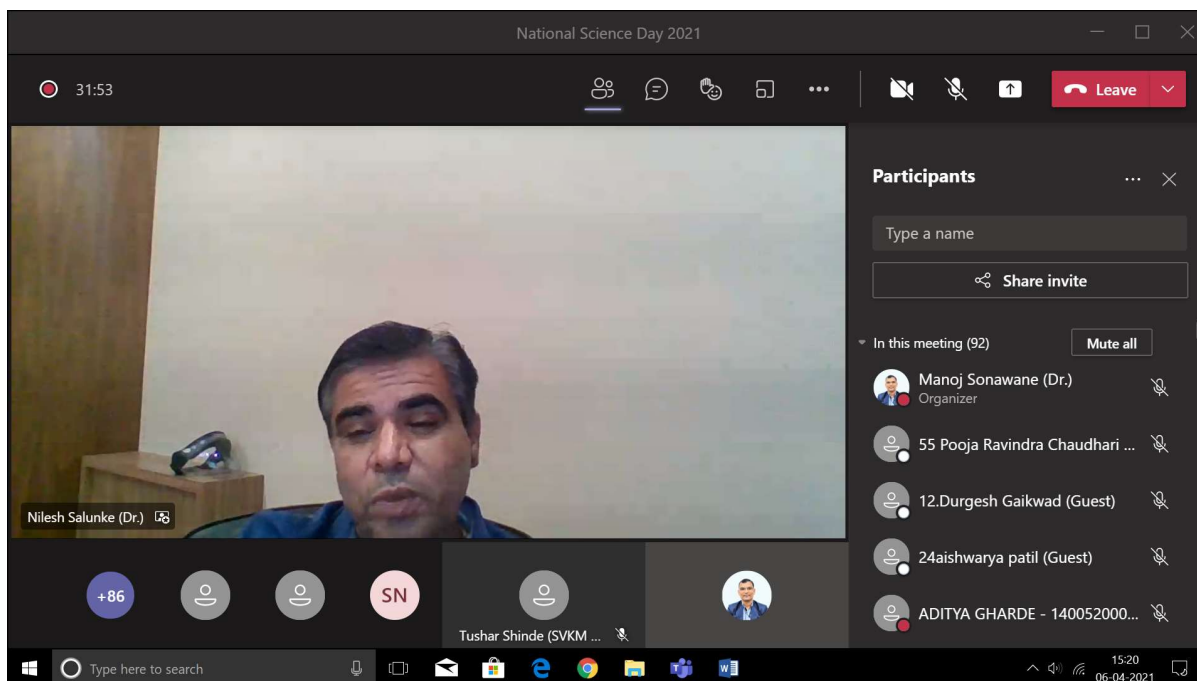 National Science Day 2021
31:53
Leave
Participants
Type a name
Share invite
In this meeting (92)
Mute all
Manoj Sonawane (Dr.)
Organizer
55 Pooja Ravindra Chaudhari ...
12.Durgesh Gaikwad (Guest)
24aishwarya patil (Guest)
ADITYA GHARDE - 140052000...
Nilesh Salunke (Dr.)
+86
SN
Tushar Shinde (SVKM ...
Type here to search
15:20
06-04-2021